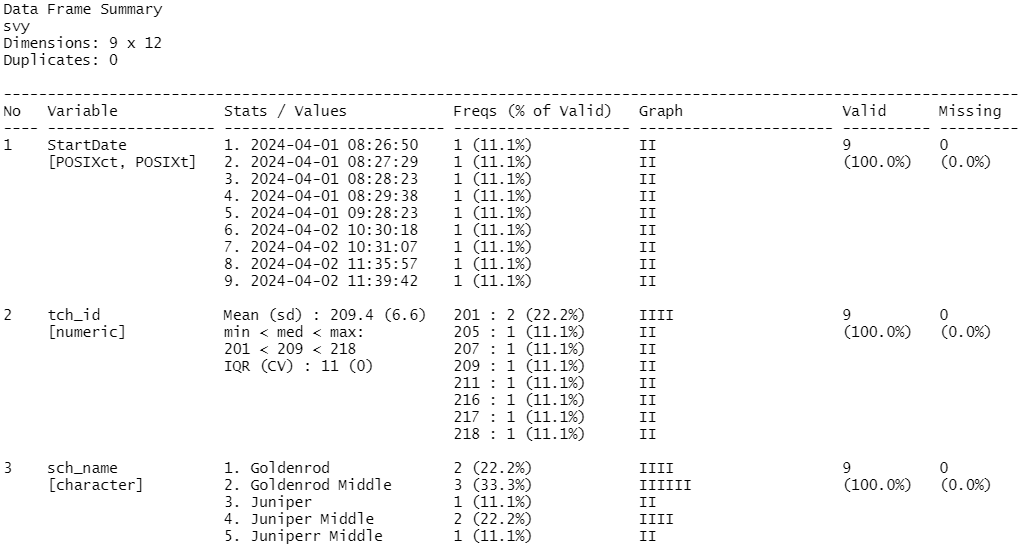 Data Frame Summary
svy
Dimensions: 9 x 12
Duplicates: 0
-------------------------------------------------------------------------------------------------------------------
No   Variable             Stats / Values            Freqs (% of Valid)   Graph                  Valid      Missing
---- -------------------- ------------------------- -------------------- ---------------------- ---------- ---------
1    StartDate            1. 2024-04-01 08:26:50    1 (11.1%)            II                     9          0
     [POSIXct, POSIXt]    2. 2024-04-01 08:27:29    1 (11.1%)            II                     (100.0%)   (0.0%)
                          3. 2024-04-01 08:28:23    1 (11.1%)            II
                          4. 2024-04-01 08:29:38    1 (11.1%)            II
                          5. 2024-04-01 09:28:23    1 (11.1%)            II
                          6. 2024-04-02 10:30:18    1 (11.1%)            II
                          7. 2024-04-02 10:31:07    1 (11.1%)            II
                          8. 2024-04-02 11:35:57    1 (11.1%)            II
                          9. 2024-04-02 11:39:42    1 (11.1%)            II
2    tch_id               Mean (sd) : 209.4 (6.6)   201 : 2 (22.2%)      IIII                   9          0
     [numeric]            min < med < max:          205 : 1 (11.1%)      II                     (100.0%)   (0.0%)
                          201 < 209 < 218           207 : 1 (11.1%)      II
                          IQR (CV) : 11 (0)         209 : 1 (11.1%)      II
                                                    211 : 1 (11.1%)      II
                                                    216 : 1 (11.1%)      II
                                                    217 : 1 (11.1%)      II
                                                    218 : 1 (11.1%)      II
3    sch_name             1. Goldenrod              2 (22.2%)            IIII                   9          0
     [character]          2. Goldenrod Middle       3 (33.3%)            IIIIII                 (100.0%)   (0.0%)
                          3. Juniper                1 (11.1%)            II
                          4. Juniper Middle         2 (22.2%)            IIII
                          5. Juniperr Middle        1 (11.1%)            II